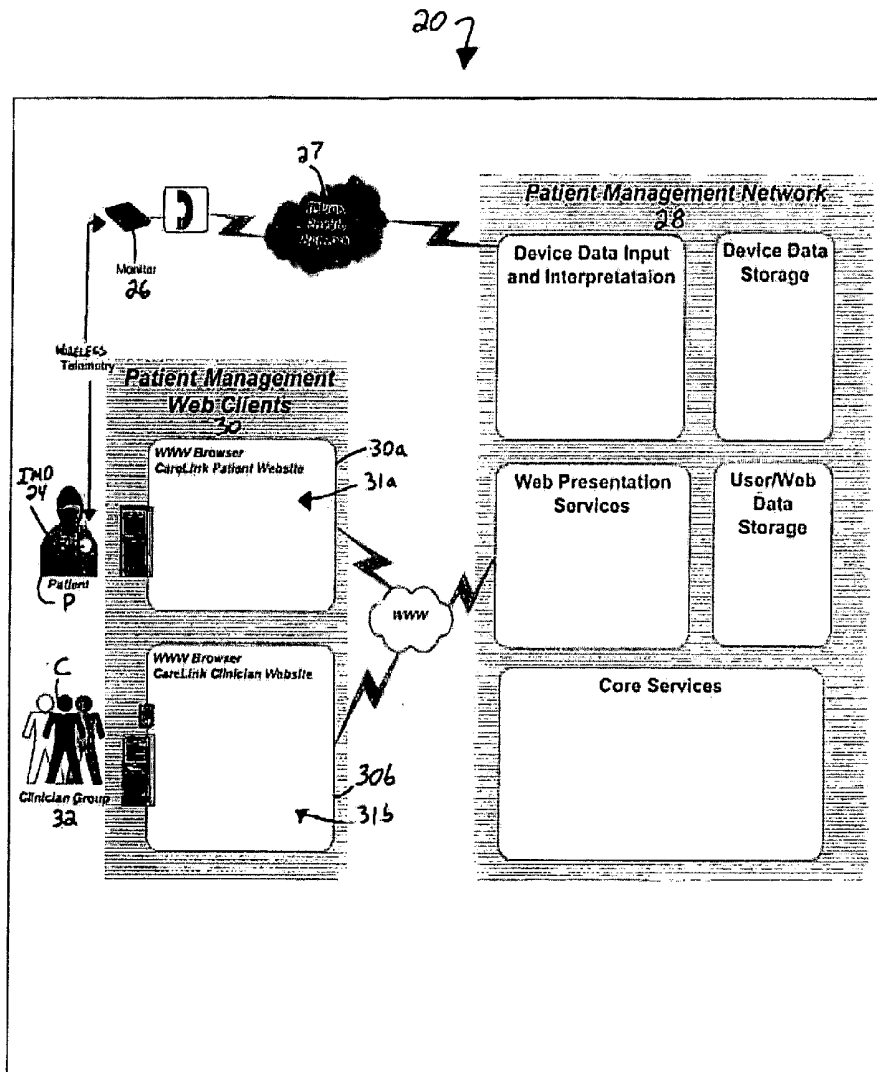 20
27
Patient Management Network
28
Device Data Input
and Interpretataion
Device Data
Storage
Monitor
26
WIRELESS
Telemetry
Patient Management
Web Clients
30
WWW Browser
CareLink Patient Website
30a
31a
Web Presentation
Services
User/Web
Data
Storage
IMD
24
Patient
P
WWW
C
WWW Browser
CareLink Clinician Website
Core Services
30b
31b
Clinician Group
32